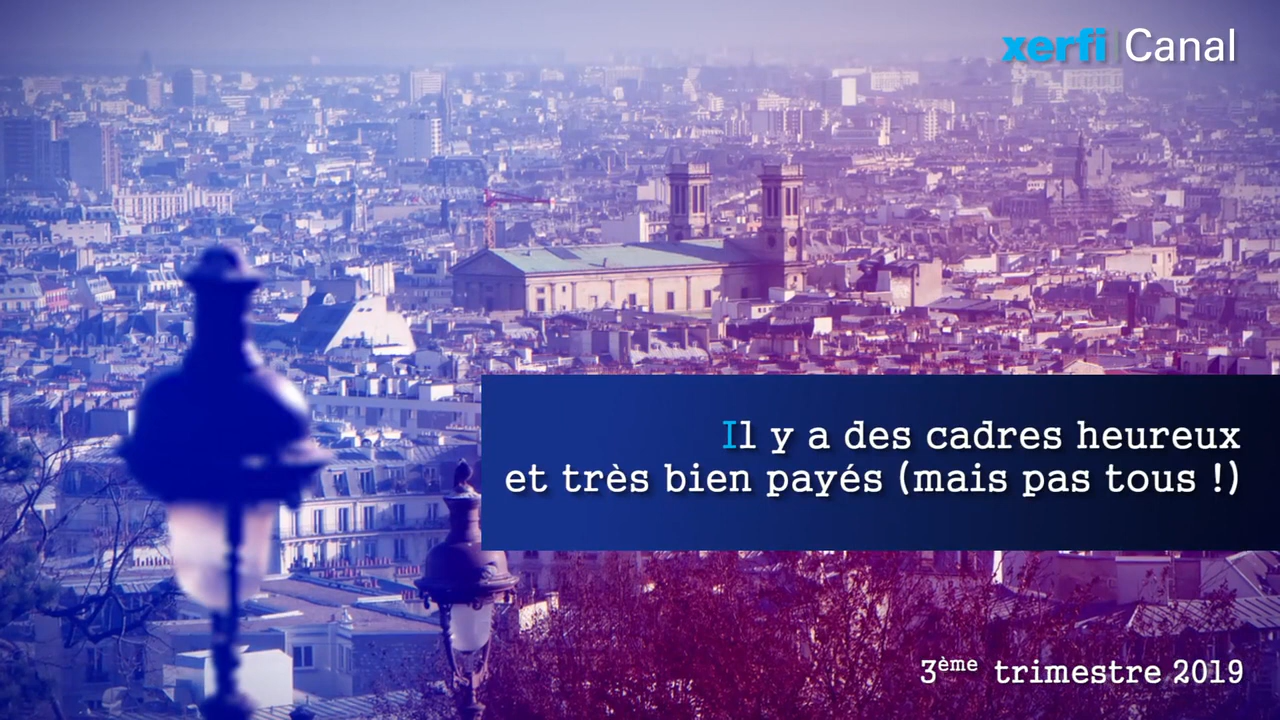 xerfi Canal
Il y a des cadres heureux
et très bien payés (mais pas tous !)
3ème trimestre 2019